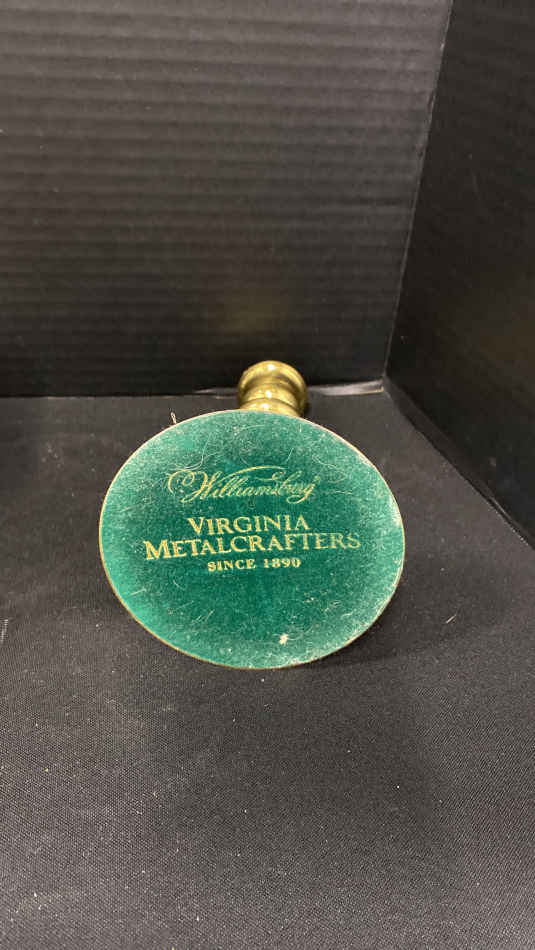 Williamsburg
VIRGINIA
METALCRAFTERS
SINCE 1890